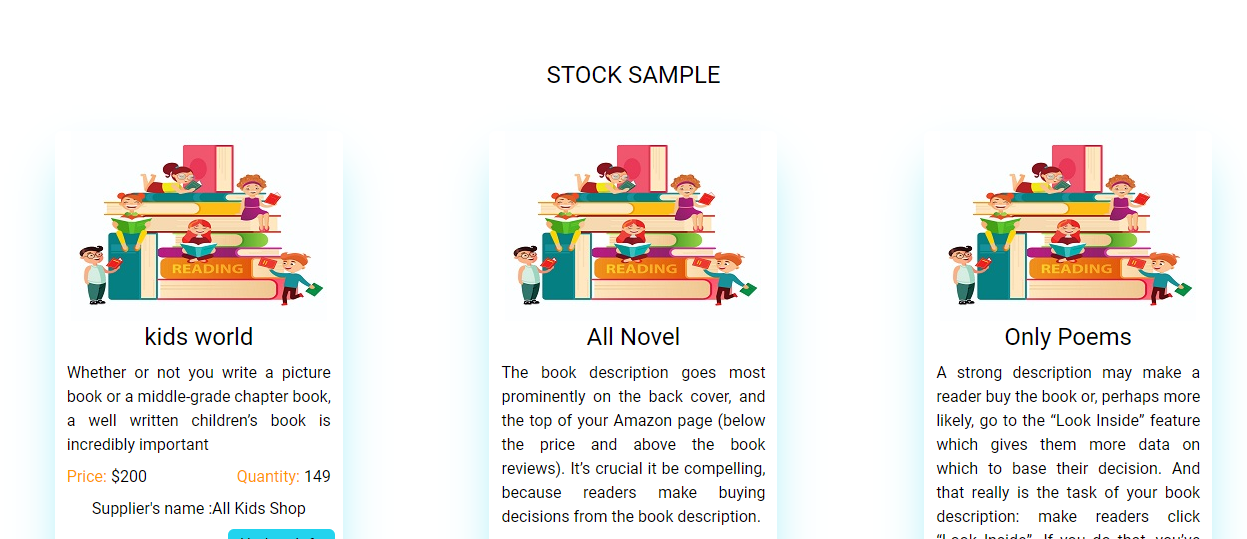 STOCK SAMPLE
READING
kids world
Whether or not you write a picture
book or a middle-grade chapter book,
a well written children’s book is
incredibly important
Price: $200 Quantity: 149
Supplier's name :All Kids Shop
READING
All Novel
The book description goes most
prominently on the back cover, and
the top of your Amazon page (below
the price and above the book
reviews). It’s crucial it be compelling,
because readers make buying
decisions from the book description.
READING
Only Poems
A strong description may make a
reader buy the book or, perhaps more
likely, go to the “Look Inside” feature
which gives them more data on
which to base their decision. And
that really is the task of your book
description: make readers click
“Look Inside”. If you do that, you’ve